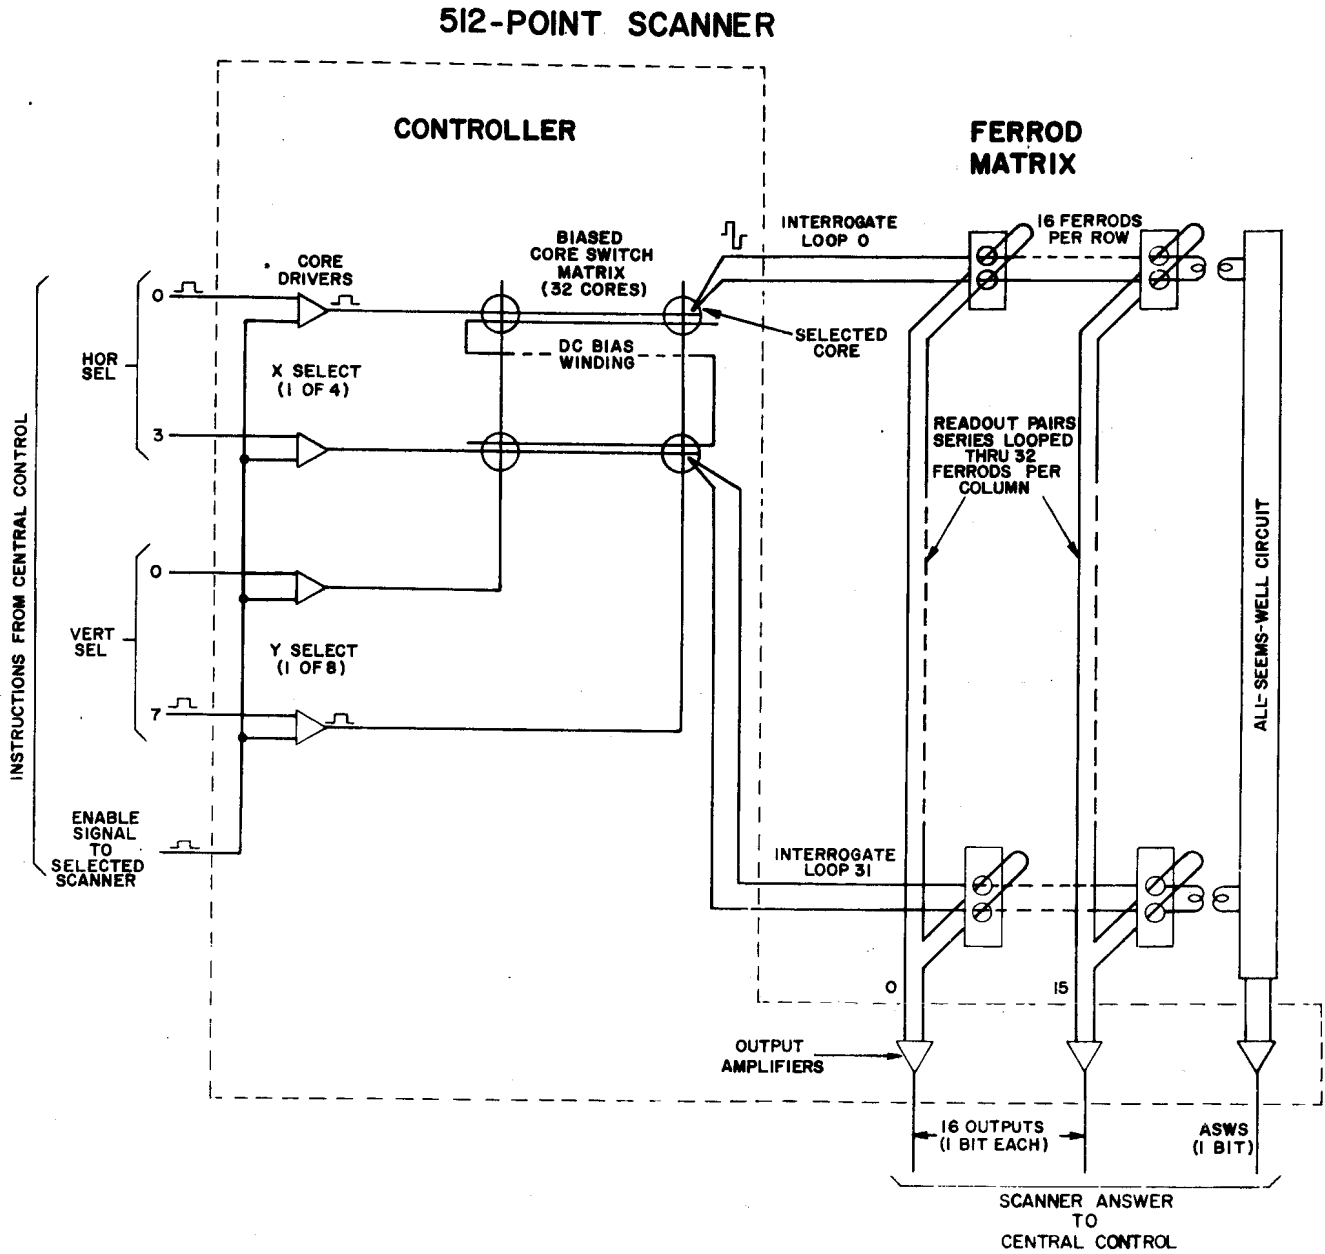 512-POINT SCANNER
CONTROLLER
FERROD
MATRIX
INTERROGATE
LOOP 0
16 FERRODS
PER ROW
BIASED
CORE SWITCH
MATRIX
(32 CORES)
CORE
DRIVERS
0
HOR
SEL
X SELECT
(1 OF 4)
DC BIAS
WINDING
SELECTED
CORE
3
READOUT PAIRS
SERIES LOOPED
THRU 32
FERRODS PER
COLUMN
INSTRUCTIONS FROM CENTRAL CONTROL
ALL-SEEMS-WELL CIRCUIT
0
VERT
SEL
Y SELECT
(1 OF 8)
7
ENABLE
SIGNAL
TO
SELECTED
SCANNER
INTERROGATE
LOOP 31
0
15
OUTPUT
AMPLIFIERS
16 OUTPUTS
(1 BIT EACH)
ASWS
(1 BIT)
SCANNER ANSWER
TO
CENTRAL CONTROL